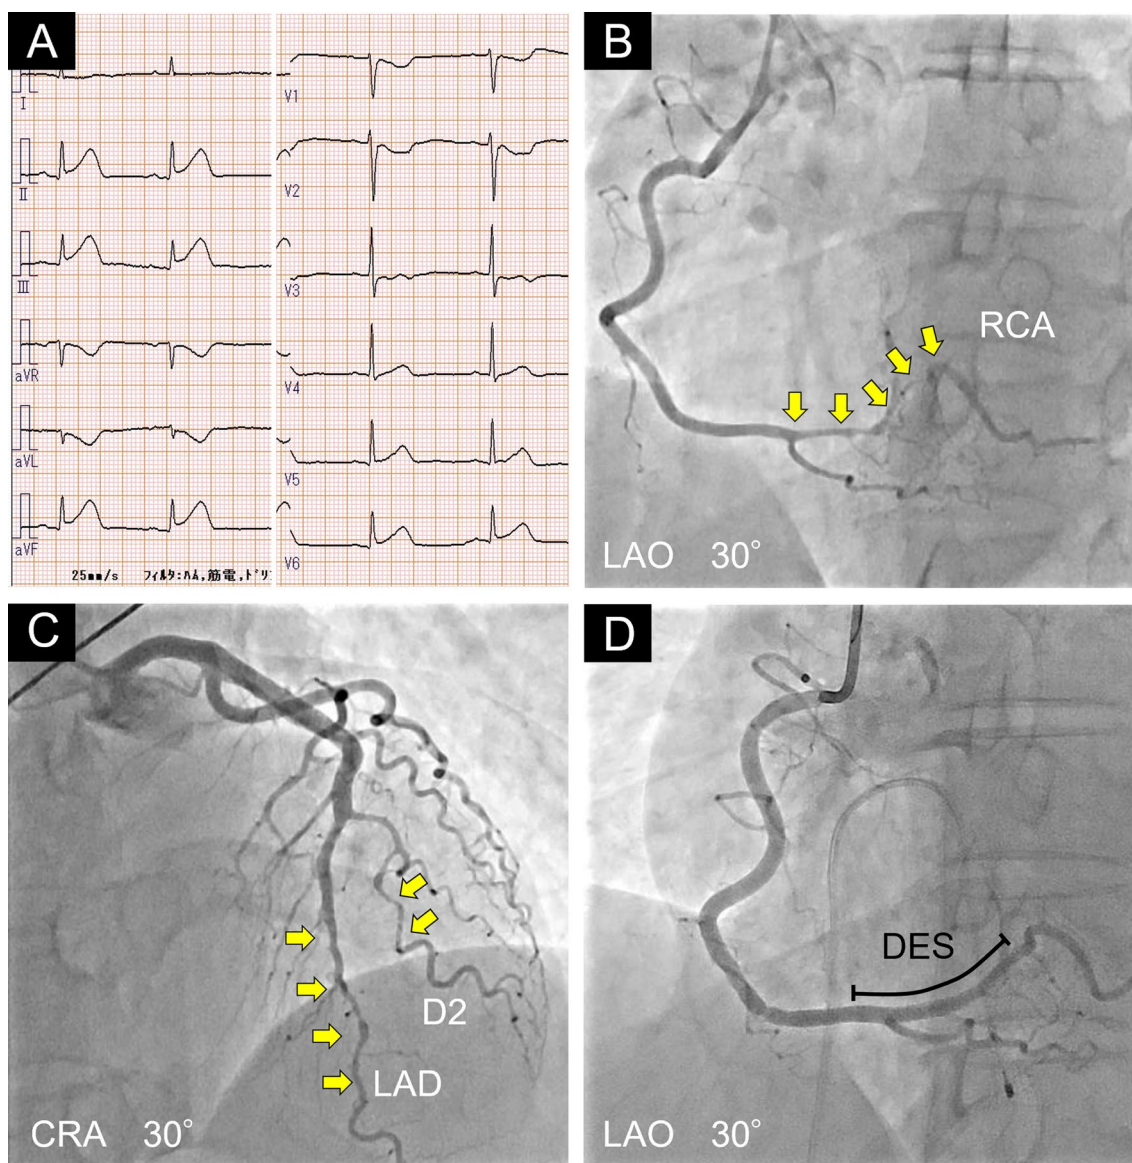 A
I
II
III
aVR
aVL
aVF
V1
V2
V3
V4
V5
V6
25mm/s フィルタ:ハム,筋電,ドリ
B
RCA
LAO 30°
C
D2
LAD
CRA 30°
D
DES
LAO 30°